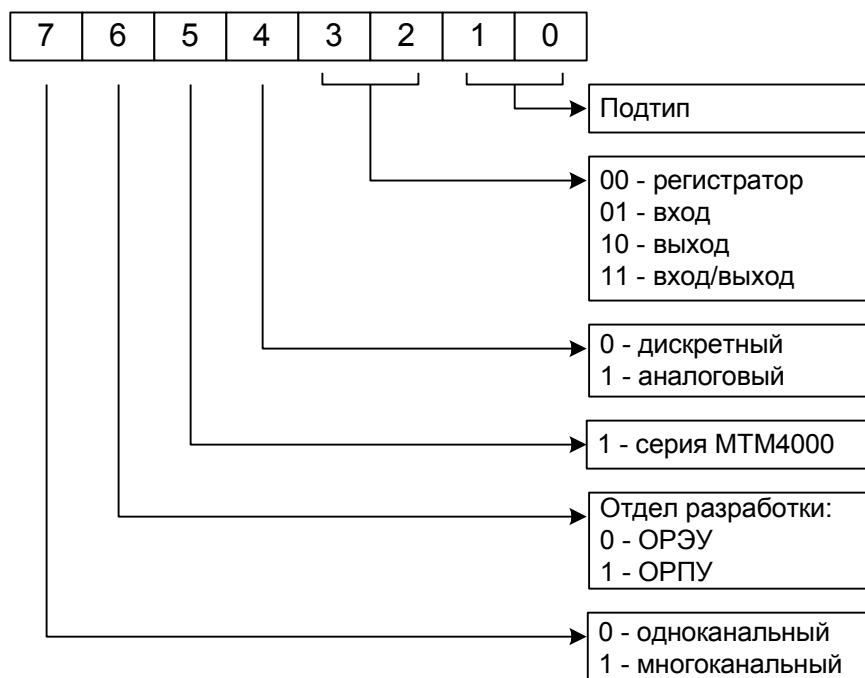 7 6 5 4 3 2 1 0
Подтип
00 - регистратор
01 - вход
10 - выход
11 - вход/выход
0 - дискретный
1 - аналоговый
1 - серия МТМ4000
Отдел разработки:
0 - ОРЭУ
1 - ОРПУ
0 - одноканальный
1 - многоканальный